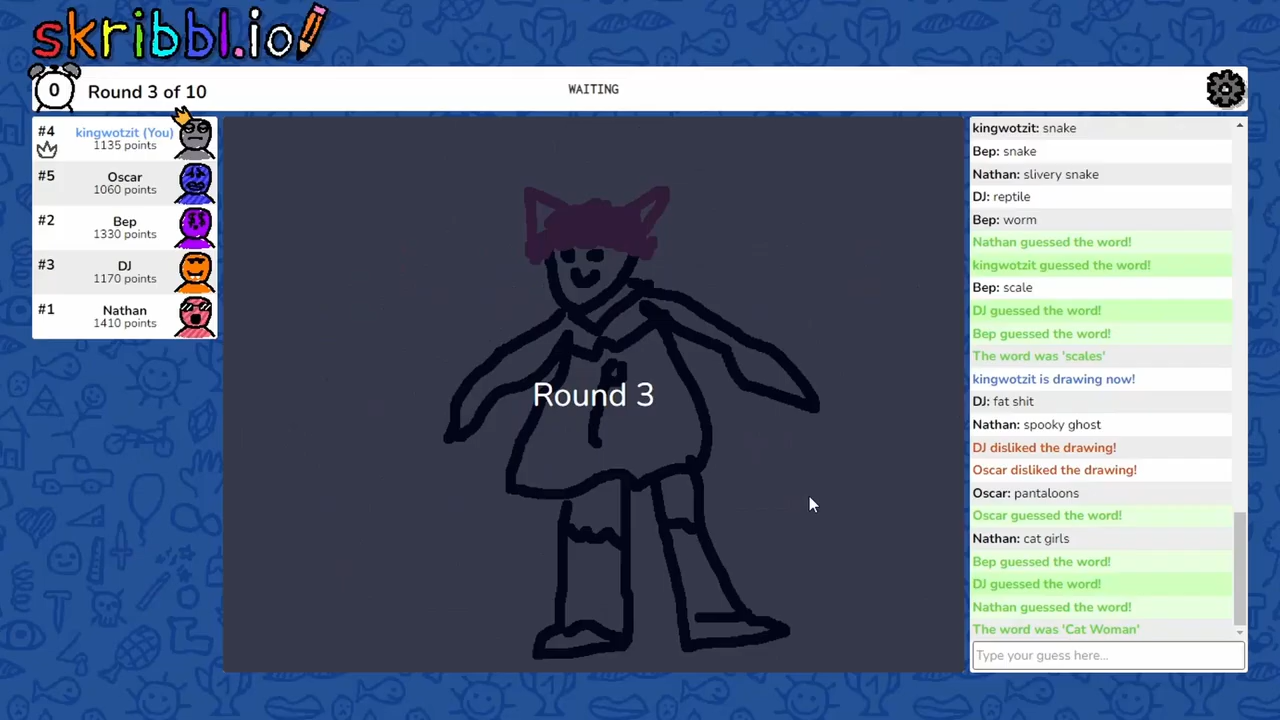 skribbl.io
0
Round 3 of 10
WAITING
#4 kingwotzit (You)
1135 points
#5 Oscar
1060 points
#2 Bep
1330 points
#3 DJ
1170 points
#1 Nathan
1410 points
Round 3
kingwotzit: snake
Bep: snake
Nathan: slivery snake
DJ: reptile
Bep: worm
Nathan guessed the word!
kingwotzit guessed the word!
Bep: scale
DJ guessed the word!
Bep guessed the word!
The word was 'scales'
kingwotzit is drawing now!
DJ: fat shit
Nathan: spooky ghost
DJ disliked the drawing!
Oscar disliked the drawing!
Oscar: pantaloons
Oscar guessed the word!
Nathan: cat girls
Bep guessed the word!
DJ guessed the word!
Nathan guessed the word!
The word was 'Cat Woman'
Type your guess here...